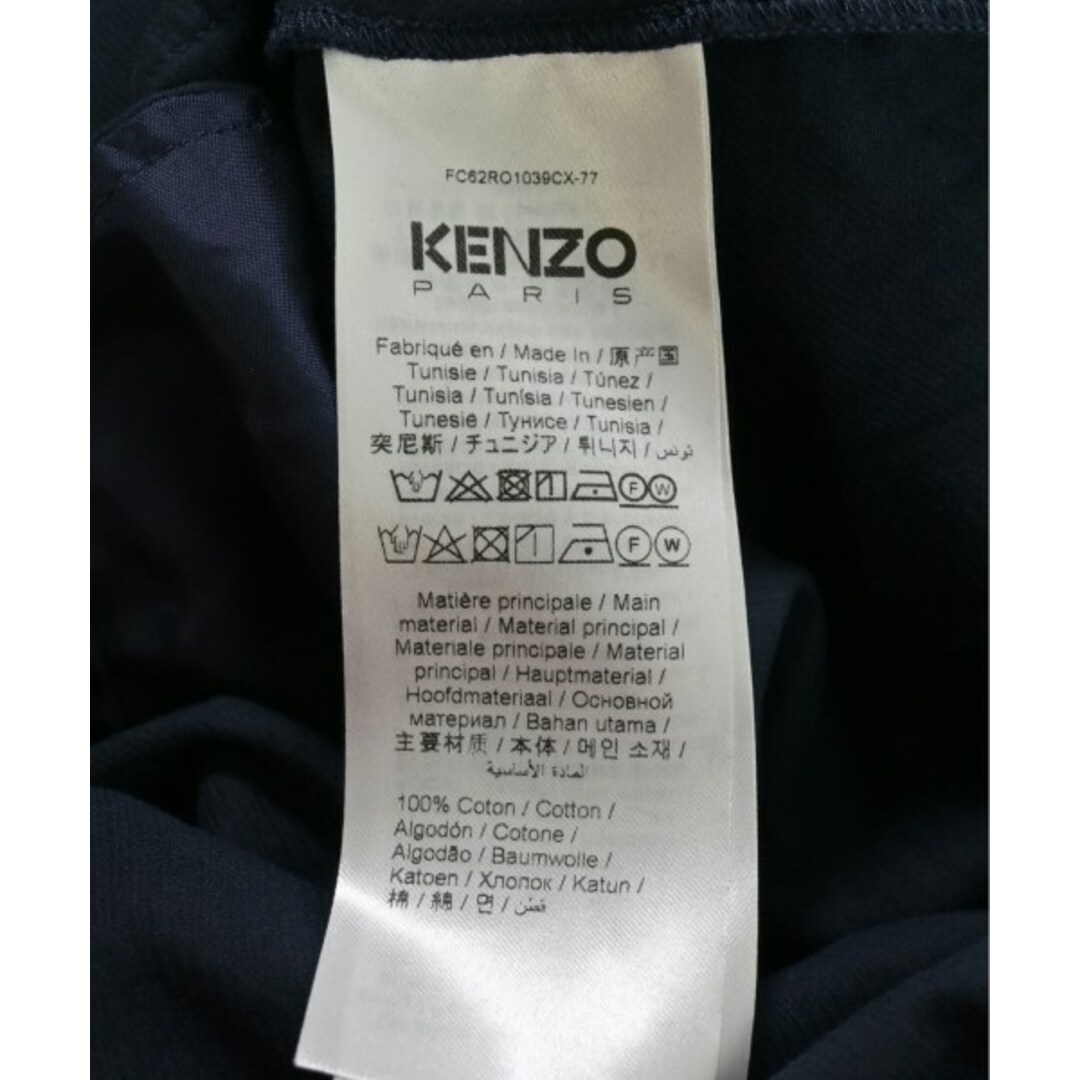 FC62RO1039CX-77
KENZO
PARIS
Fabriqué en / Made In / 原产国
Tunisie / Tunisia / Túnez /
Tunisia / Tunísia / Tunesien /
Tunesië / Тунисе / Tunisia /
突尼斯 / チュニジア / 튀니지 / تونس
F W
F W
Matière principale / Main
material / Material principal /
Materiale principale / Material
principal / Hauptmaterial /
Hoofdmateriaal / Основной
материал / Bahan utama /
主要材质 / 本体 / 메인 소재 /
المادة الأساسية
100% Coton / Cotton /
Algodón / Cotone /
Algodão / Baumwolle /
Katoen / Хлопок / Katun /
棉 / 綿 / 면 / قطن